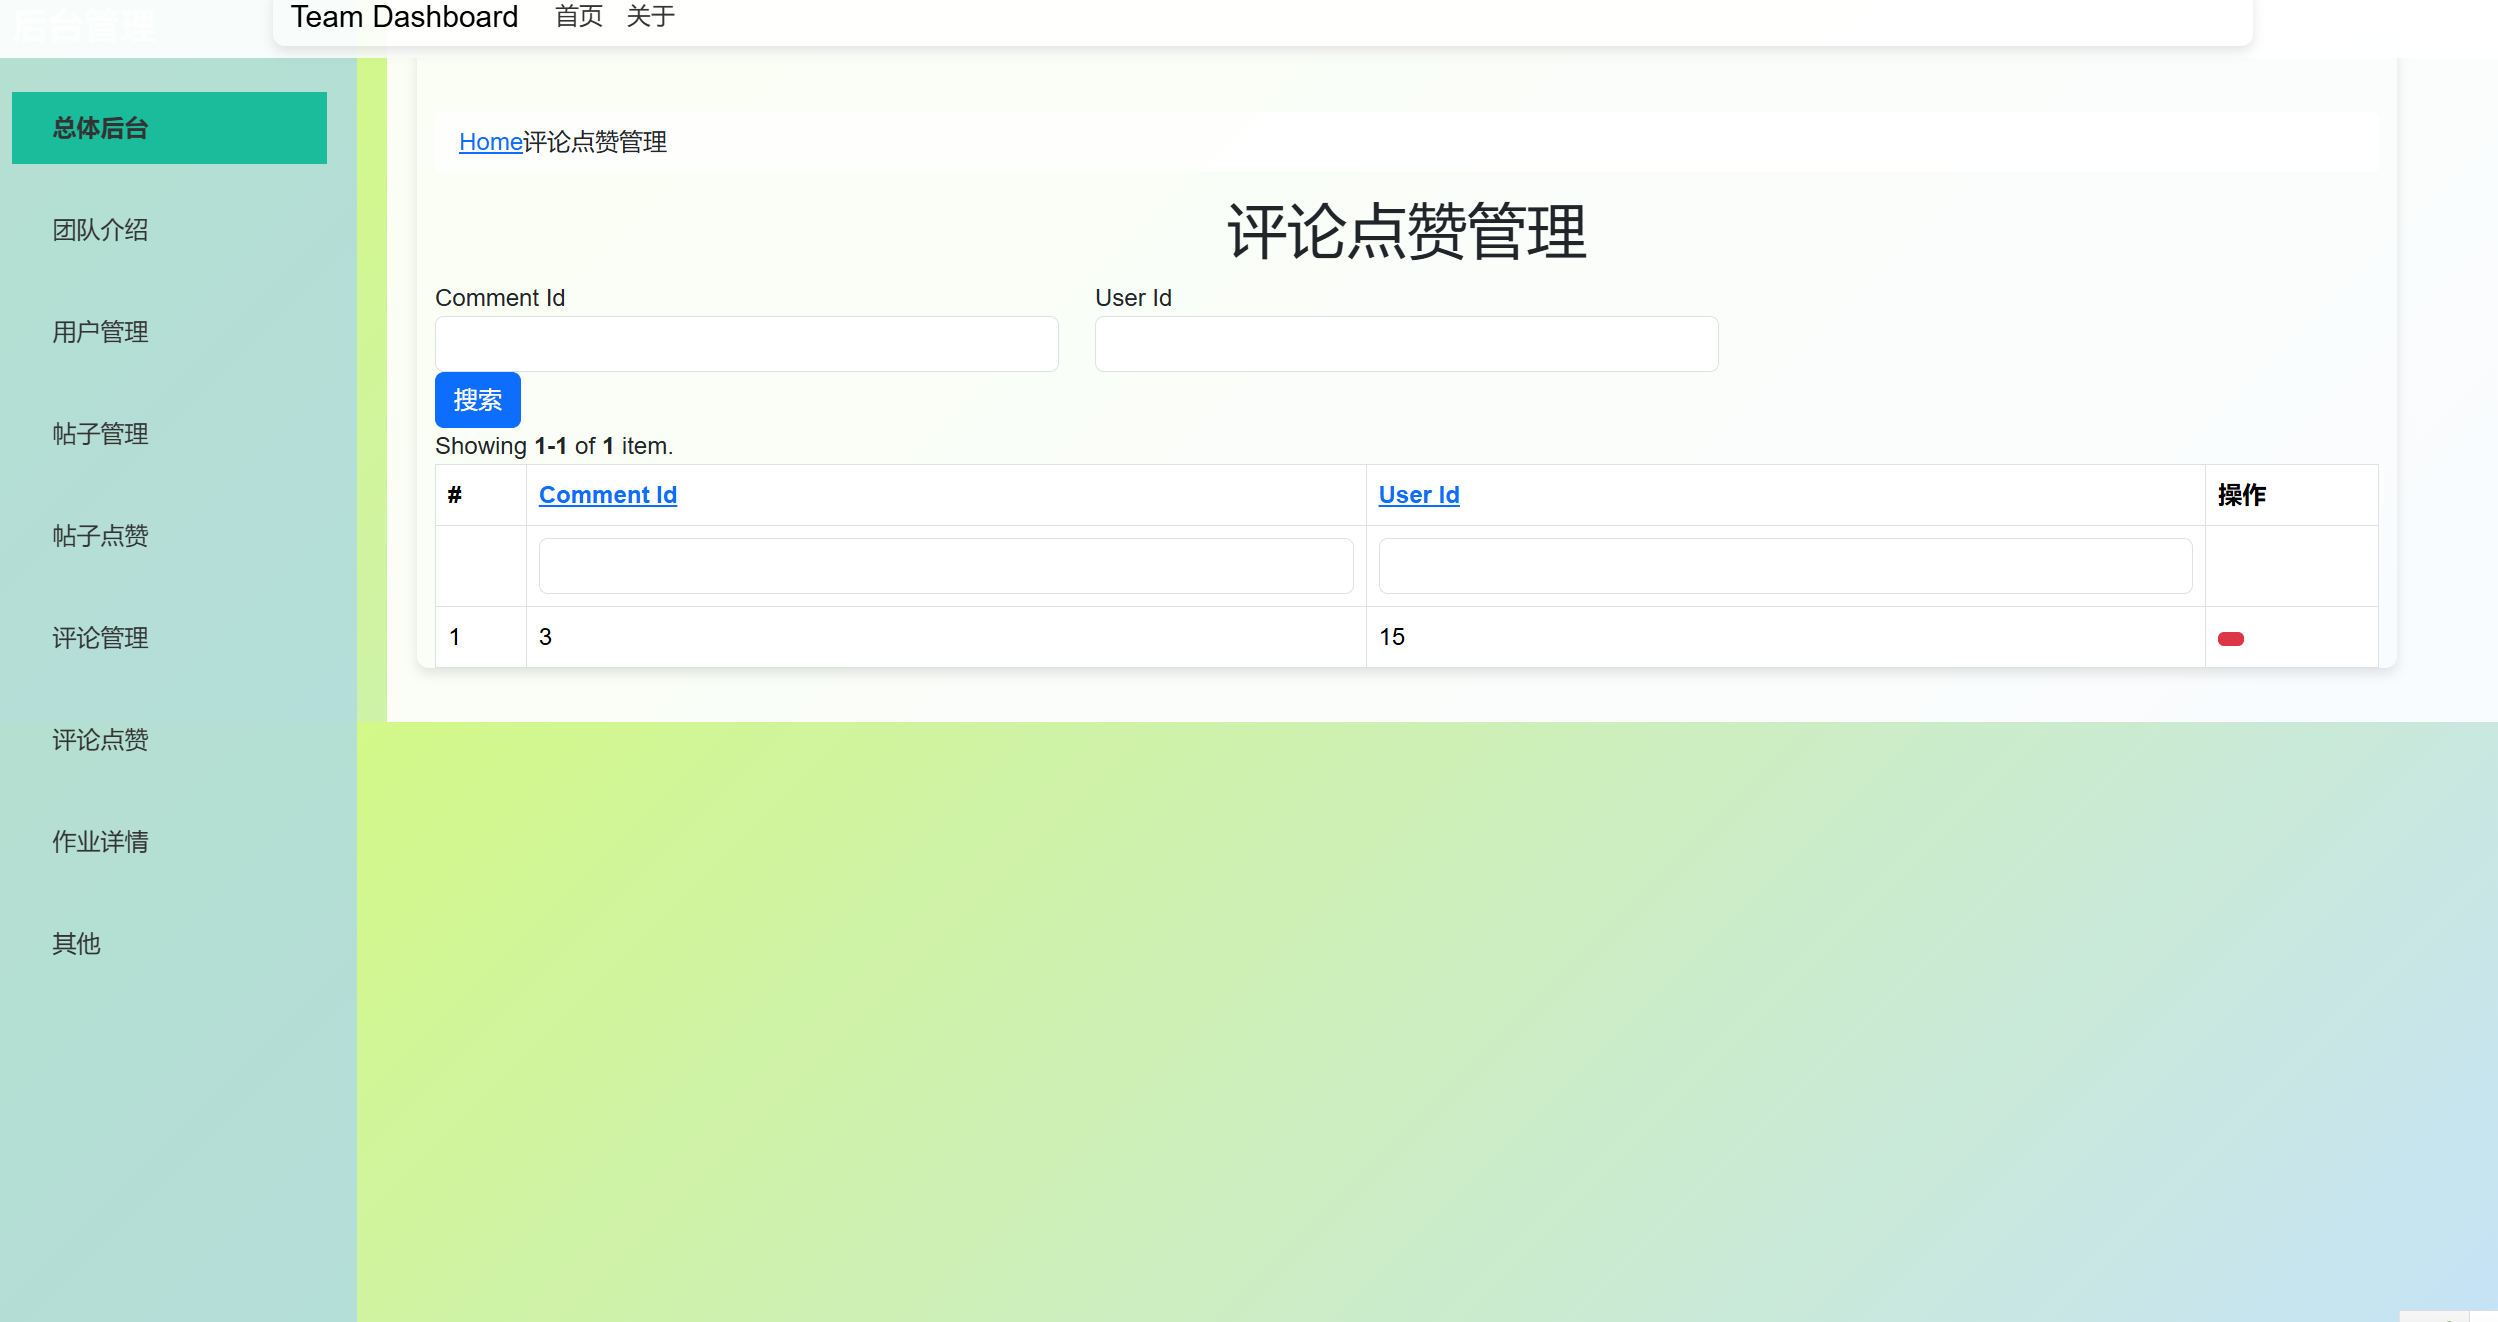 后台管理
Team Dashboard 首页 关于
总体后台
团队介绍
用户管理
帖子管理
帖子点赞
评论管理
评论点赞
作业详情
其他
Home评论点赞管理
评论点赞管理
Comment Id User Id
搜索
Showing 1-1 of 1 item.
# Comment Id User Id 操作
1 3 15